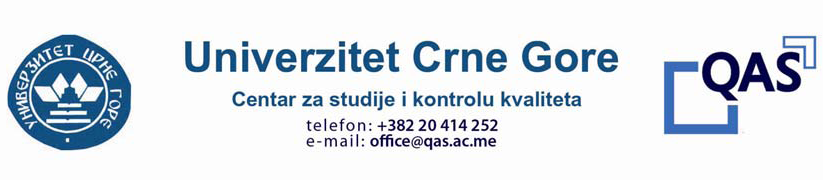 УНИВЕРЗИТЕТ ЦРНЕ ГОРЕ
Univerzitet Crne Gore
Centar za studije i kontrolu kvaliteta
telefon: +382 20 414 252
e-mail: office@qas.ac.me
QAS